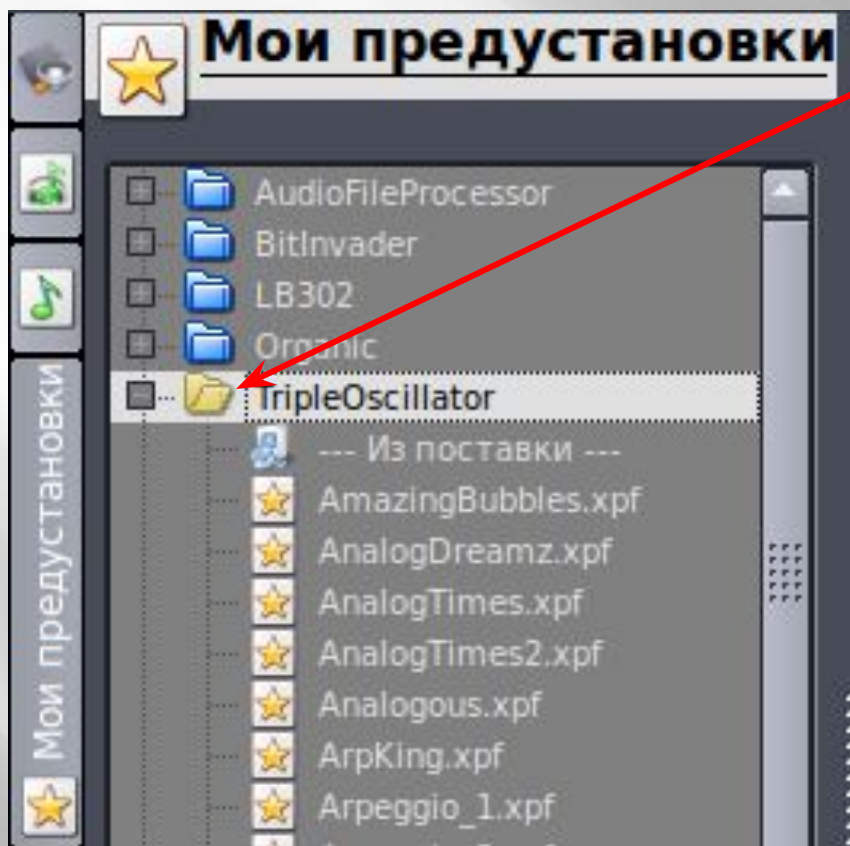 Мои предустановки
AudioFileProcessor
BitInvader
LB302
Organic
TripleOscillator
--- Из поставки ---
AmazingBubbles.xpf
AnalogDreamz.xpf
AnalogTimes.xpf
AnalogTimes2.xpf
Analogous.xpf
ArpKing.xpf
Arpeggio_1.xpf
Мои предустановки